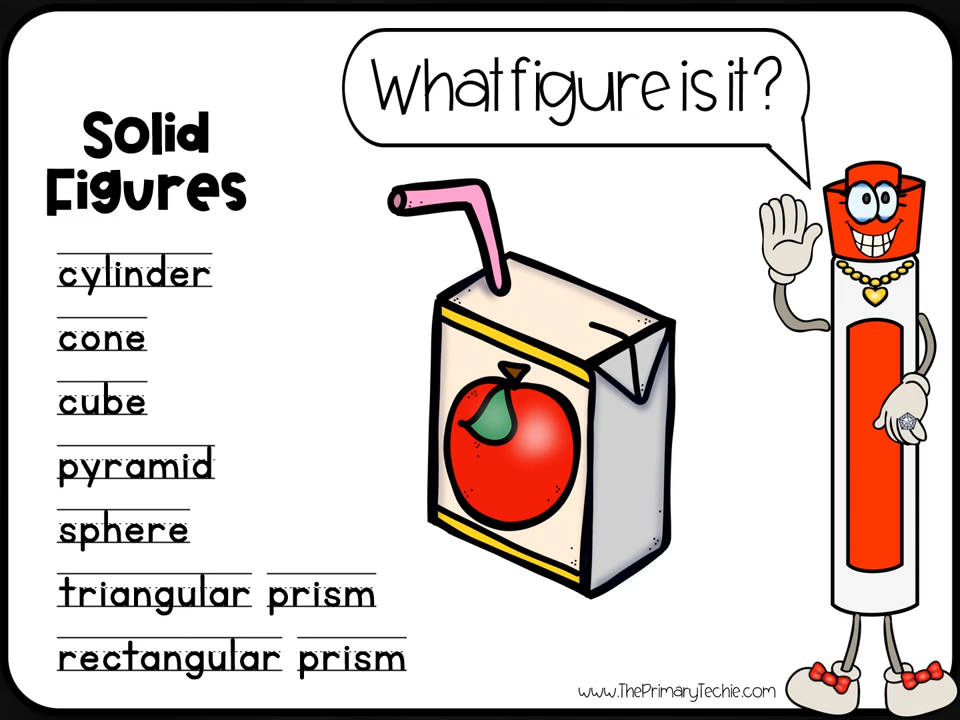 What figure is it?
Solid
Figures
cylinder
cone
cube
pyramid
sphere
triangular prism
rectangular prism
www.ThePrimaryTechie.com